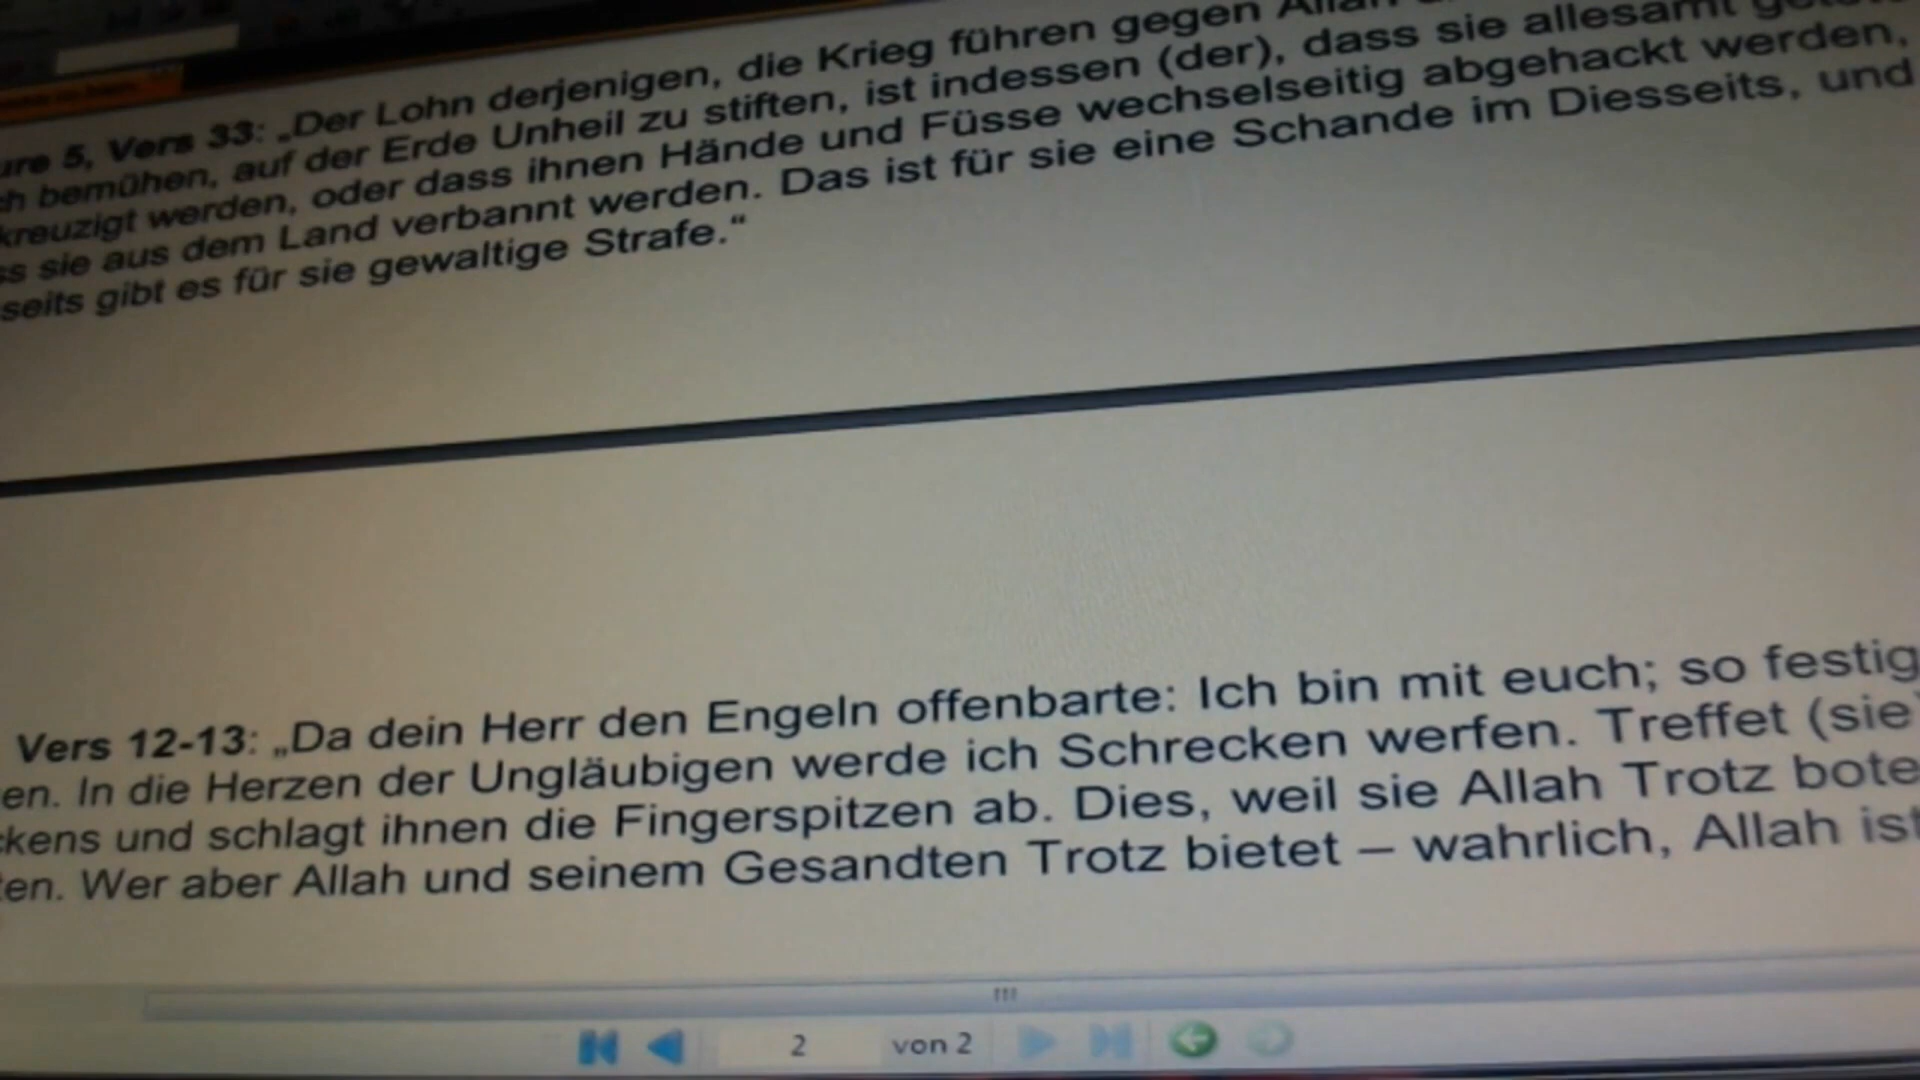 ure 5, Vers 33: „Der Lohn derjenigen, die Krieg führen gegen Allah
ch bemühen, auf der Erde Unheil zu stiften, ist indessen (der), dass sie allesamt
kreuzigt werden, oder dass ihnen Hände und Füsse wechselseitig abgehackt werden,
ss sie aus dem Land verbannt werden. Das ist für sie eine Schande im Diesseits, und
seits gibt es für sie gewaltige Strafe.“
Vers 12-13: „Da dein Herr den Engeln offenbarte: Ich bin mit euch; so festig
en. In die Herzen der Ungläubigen werde ich Schrecken werfen. Treffet (sie)
ckens und schlagt ihnen die Fingerspitzen ab. Dies, weil sie Allah Trotz bote
ten. Wer aber Allah und seinem Gesandten Trotz bietet – wahrlich, Allah ist
2 von 2